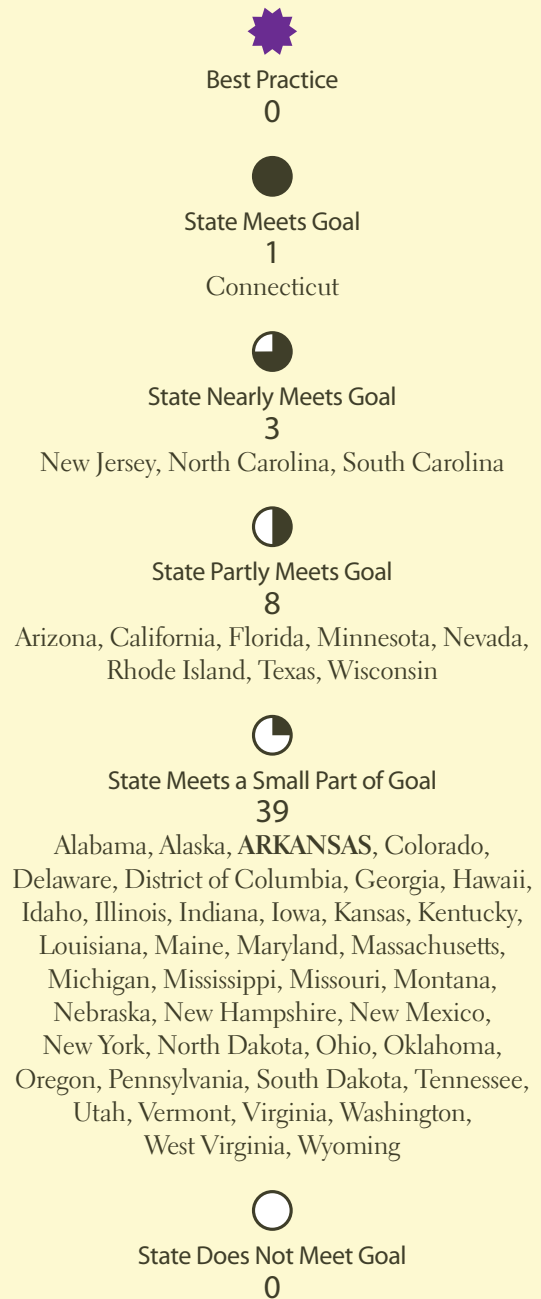 Best Practice
0
State Meets Goal
1
Connecticut
State Nearly Meets Goal
3
New Jersey, North Carolina, South Carolina
State Partly Meets Goal
8
Arizona, California, Florida, Minnesota, Nevada,
Rhode Island, Texas, Wisconsin
State Meets a Small Part of Goal
39
Alabama, Alaska, ARKANSAS, Colorado,
Delaware, District of Columbia, Georgia, Hawaii,
Idaho, Illinois, Indiana, Iowa, Kansas, Kentucky,
Louisiana, Maine, Maryland, Massachusetts,
Michigan, Mississippi, Missouri, Montana,
Nebraska, New Hampshire, New Mexico,
New York, North Dakota, Ohio, Oklahoma,
Oregon, Pennsylvania, South Dakota, Tennessee,
Utah, Vermont, Virginia, Washington,
West Virginia, Wyoming
State Does Not Meet Goal
0